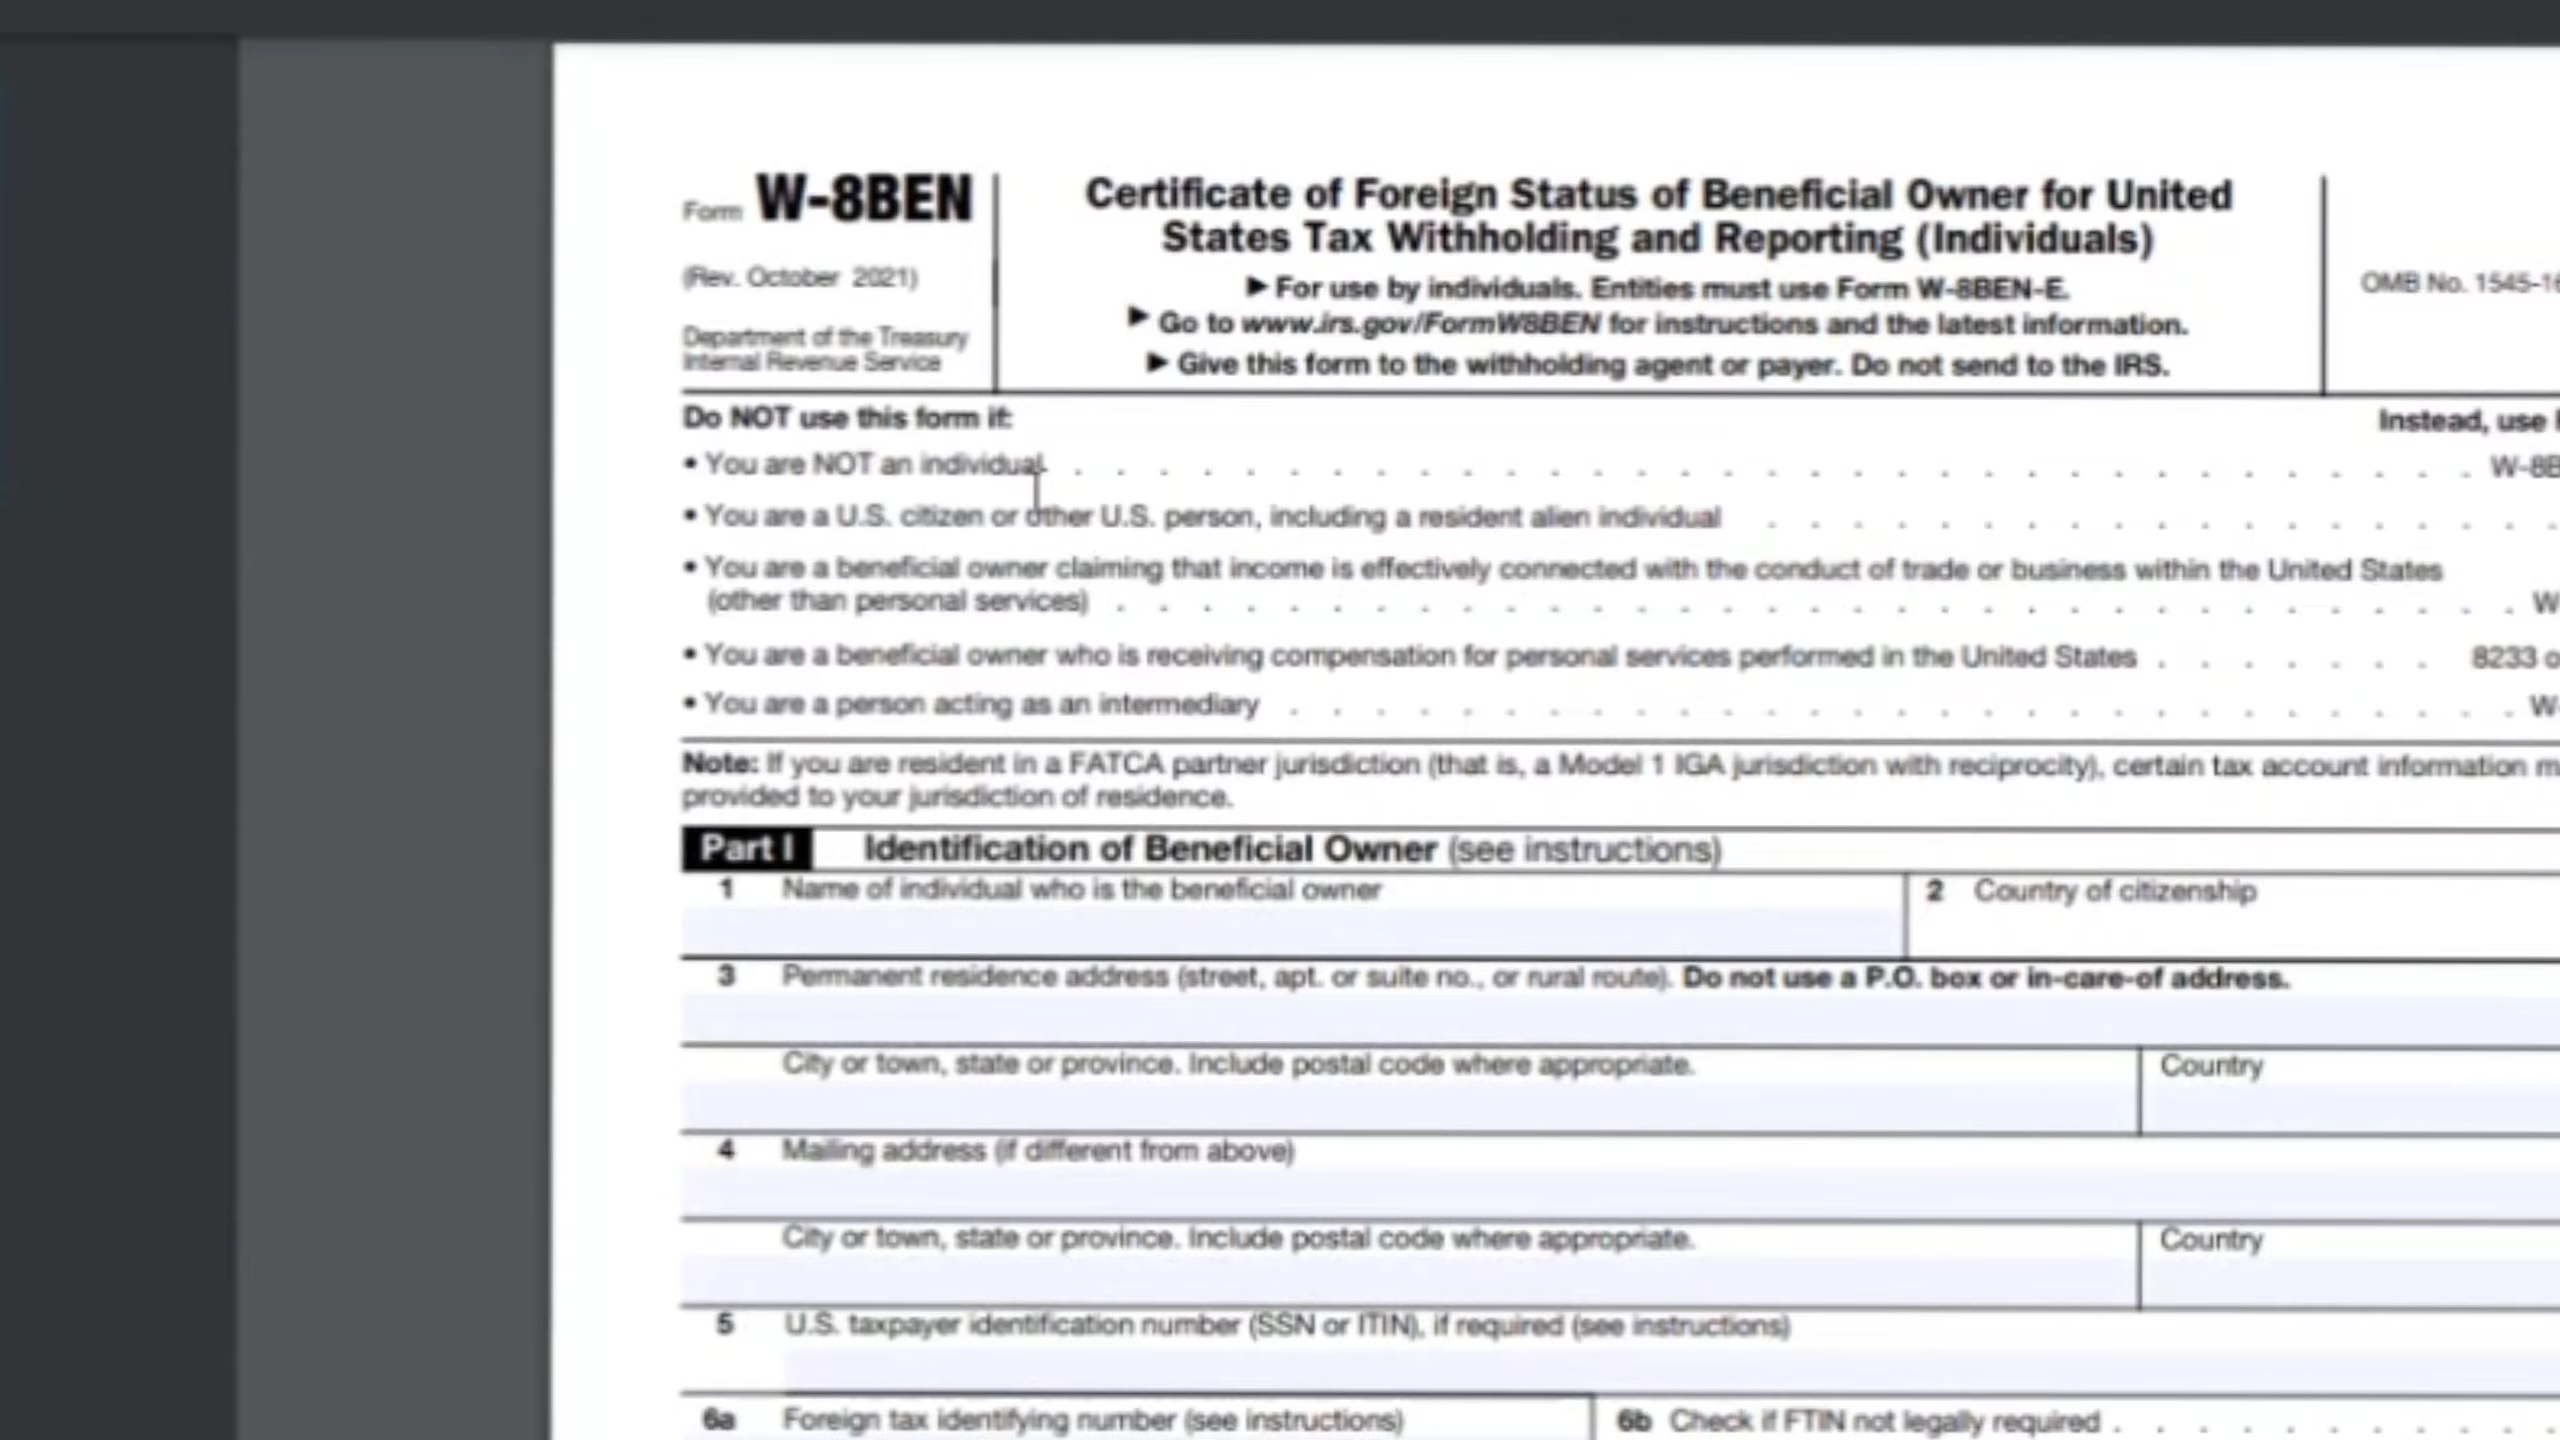 Form W-8BEN
(Rev. October 2021)
Department of the Treasury
Internal Revenue Service
Certificate of Foreign Status of Beneficial Owner for United
States Tax Withholding and Reporting (Individuals)
▶ For use by individuals. Entities must use Form W-8BEN-E.
▶ Go to www.irs.gov/FormW8BEN for instructions and the latest information.
▶ Give this form to the withholding agent or payer. Do not send to the IRS.
OMB No. 1545-16
Do NOT use this form if: Instead, use
• You are NOT an individual . . . . . . . . . . W-8B
• You are a U.S. citizen or other U.S. person, including a resident alien individual . . . . . . . . . .
• You are a beneficial owner claiming that income is effectively connected with the conduct of trade or business within the United States
(other than personal services) . . . . . . . . . . W-
• You are a beneficial owner who is receiving compensation for personal services performed in the United States . . . . . . . 8233 o
• You are a person acting as an intermediary . . . . . . . . . . W-
Note: If you are resident in a FATCA partner jurisdiction (that is, a Model 1 IGA jurisdiction with reciprocity), certain tax account information m
provided to your jurisdiction of residence.
Part I Identification of Beneficial Owner (see instructions)
1 Name of individual who is the beneficial owner
2 Country of citizenship
3 Permanent residence address (street, apt. or suite no., or rural route). Do not use a P.O. box or in-care-of address.
City or town, state or province. Include postal code where appropriate.
Country
4 Mailing address (if different from above)
City or town, state or province. Include postal code where appropriate.
Country
5 U.S. taxpayer identification number (SSN or ITIN), if required (see instructions)
6a Foreign tax identifying number (see instructions)
6b Check if FTIN not legally required . . . . . .